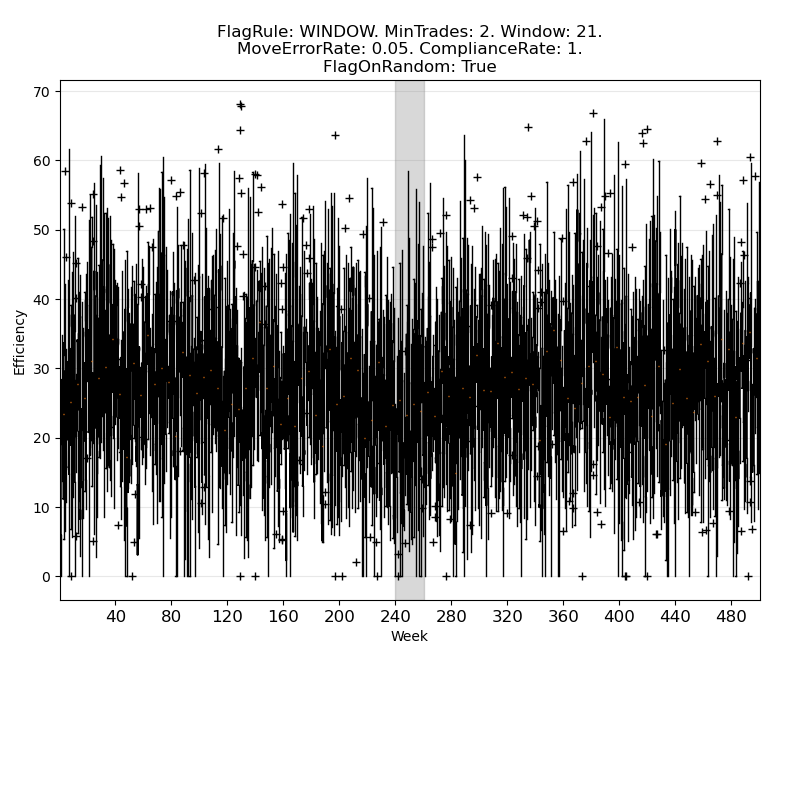 FlagRule: WINDOW. MinTrades: 2. Window: 21.
MoveErrorRate: 0.05. ComplianceRate: 1.
FlagOnRandom: True
Efficiency
70
60
50
40
30
20
10
0
40 80 120 160 200 240 280 320 360 400 440 480
Week